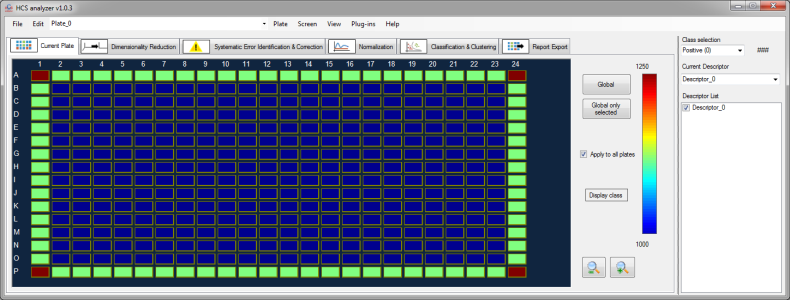 HCS analyzer v1.0.3
File Edit Plate_0 Plate Screen View Plug-ins Help
Current Plate Dimensionality Reduction Systematic Error Identification & Correction Normalization Classification & Clustering Report Export
Class selection
Positive (0) ###
Current Descriptor
Descriptor_0
Descriptor List
Descriptor_0
1 2 3 4 5 6 7 8 9 10 11 12 13 14 15 16 17 18 19 20 21 22 23 24
A
B
C
D
E
F
G
H
I
J
K
L
M
N
O
P
Global
Global only
selected
Apply to all plates
Display class
1250
1000